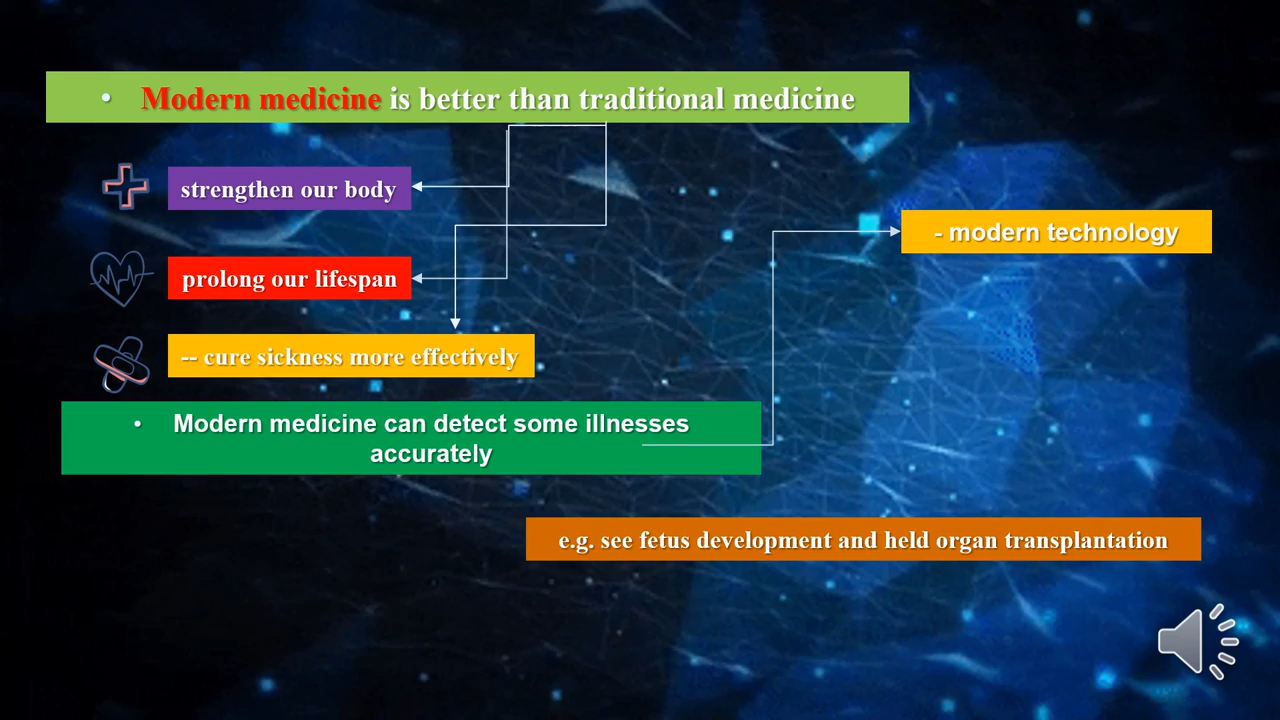 • Modern medicine is better than traditional medicine
strengthen our body
- modern technology
prolong our lifespan
-- cure sickness more effectively
• Modern medicine can detect some illnesses
accurately
e.g. see fetus development and held organ transplantation